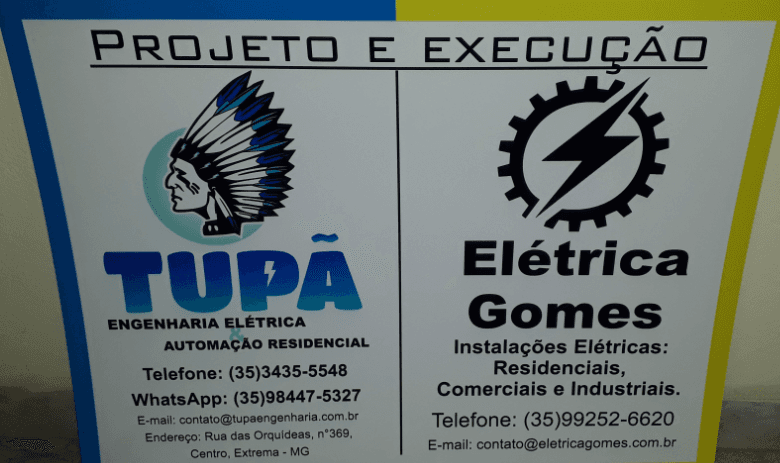 PROJETO E EXECUÇÃO
TUPÃ
ENGENHARIA ELÉTRICA
&
AUTOMAÇÃO RESIDENCIAL
Telefone: (35)3435-5548
WhatsApp: (35)98447-5327
E-mail: contato@tupaengenharia.com.br
Endereço: Rua das Orquideas, n°369,
Centro, Extrema - MG
Elétrica
Gomes
Instalações Elétricas:
Residenciais,
Comerciais e Industriais.
Telefone: (35)99252-6620
E-mail: contato@eletricagomes.com.br